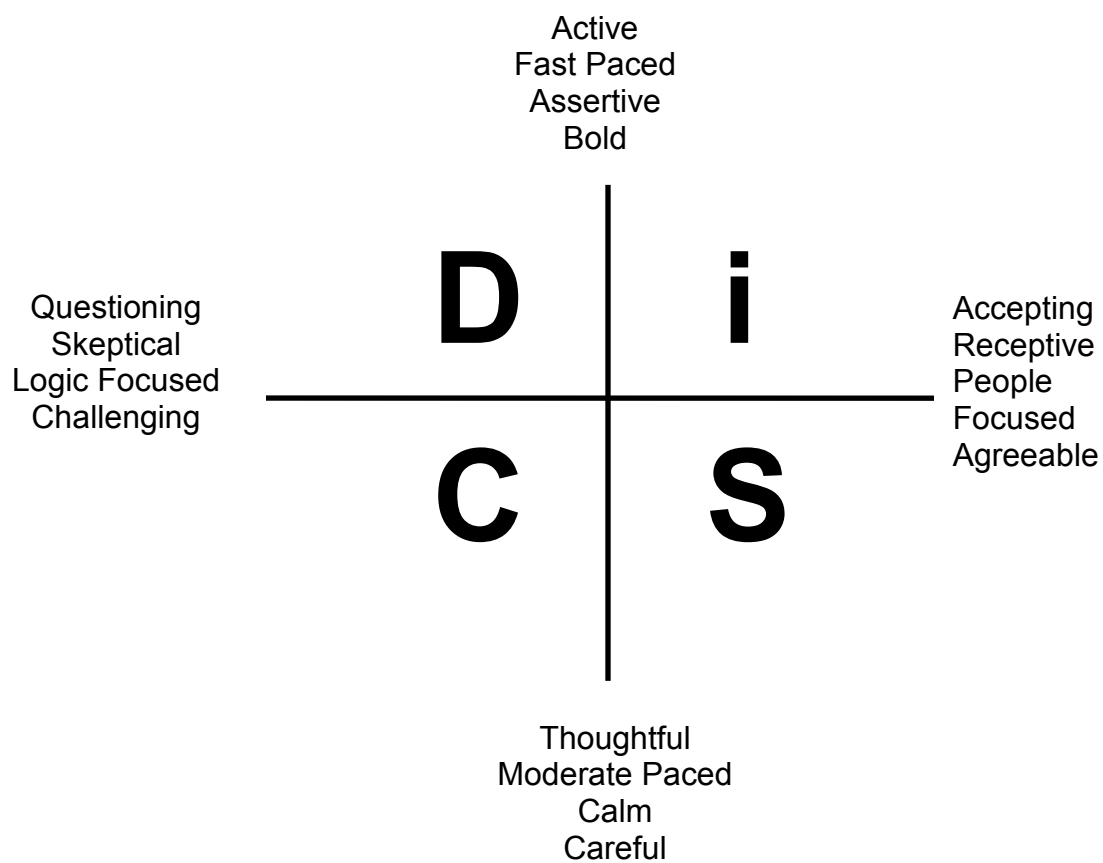 Active
Fast Paced
Assertive
Bold
D i
Questioning
Skeptical
Logic Focused
Challenging
Accepting
Receptive
People
Focused
Agreeable
C S
Thoughtful
Moderate Paced
Calm
Careful